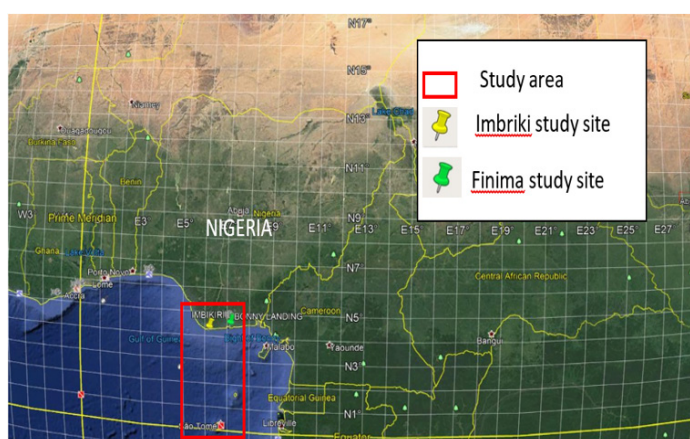 N17
N15
Study area
Imbriki study site
Finima study site
Niamey
N13
Ouagadougou
Burkina Faso
Benin
N11
W3
Prime Meridian
E3
E5
Abuja
Nigeria
NIGERIA
E9
E11
N9
E13
E15
E17
E19
E21
E23
E25
E27
Ghana
Porto Novo
Lome
Accra
N7
Central African Republic
IMBIKIRI
BONNY LANDING
Cameroon
N5
Gulf of Guinea
Malabo
Yaounde
Bangui
N3
Equatorial Guinea
São Tomé
Libreville
N1
Equator